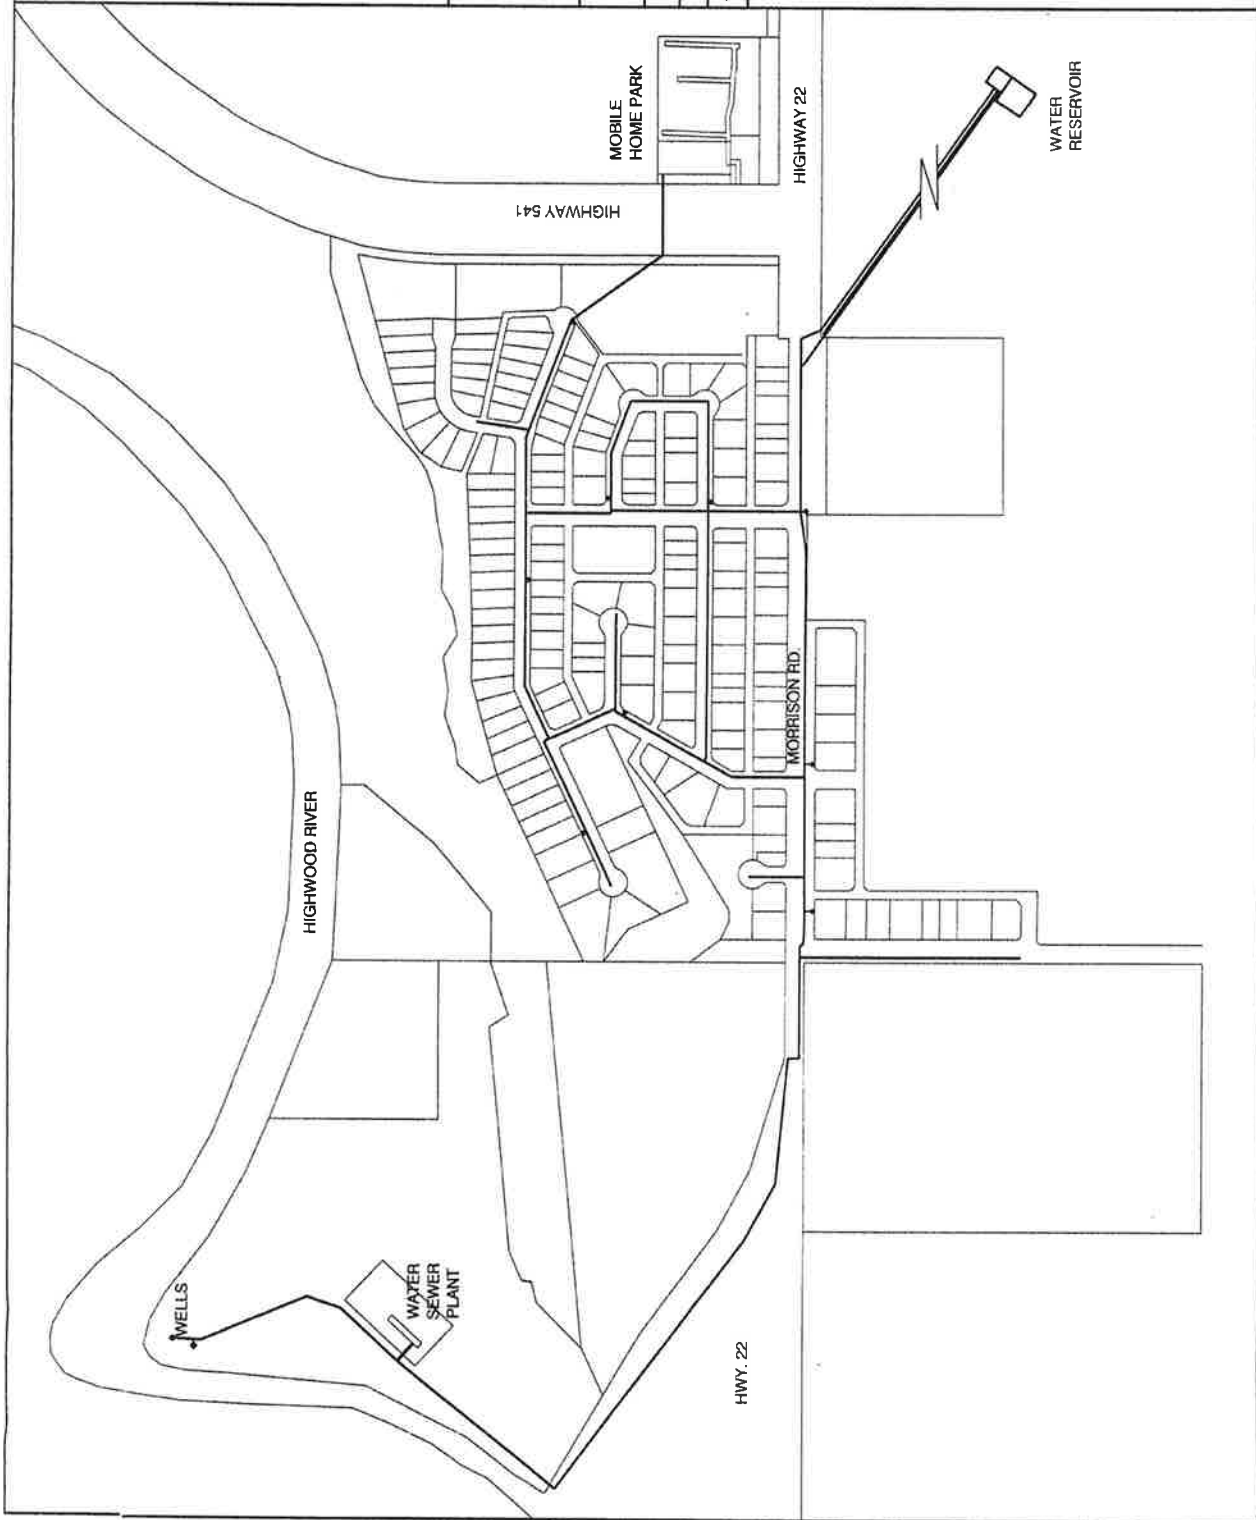 MOBILE
HOME PARK
HIGHWAY 22
WATER
RESERVOIR
HIGHWAY 541
HIGHWOOD RIVER
MORRISON RD.
WELLS
WATER
SEWER
PLANT
HWY. 22